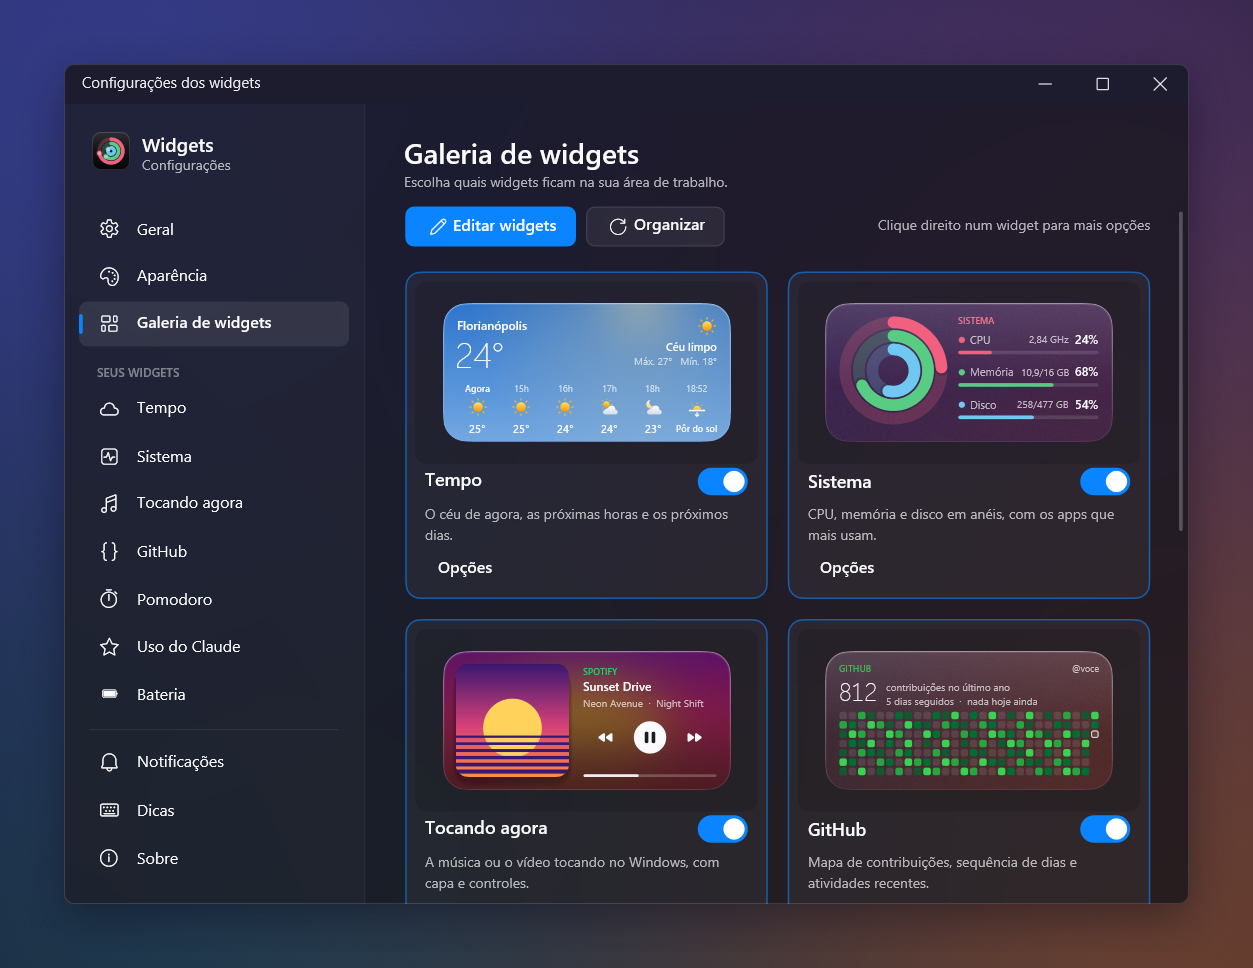 Configurações dos widgets
Widgets
Configurações
Geral
Aparência
Galeria de widgets
SEUS WIDGETS
Tempo
Sistema
Tocando agora
GitHub
Pomodoro
Uso do Claude
Bateria
Notificações
Dicas
Sobre
Galeria de widgets
Escolha quais widgets ficam na sua área de trabalho.
Editar widgets
Organizar
Clique direito num widget para mais opções
Florianópolis
24°
Céu limpo
Máx. 27° Mín. 18°
Agora 15h 16h 17h 18h 18:52
25° 25° 24° 24° 23° Pôr do sol
Tempo
O céu de agora, as próximas horas e os próximos
dias.
Opções
SISTEMA
CPU 2,84 GHz 24%
Memória 10,9/16 GB 68%
Disco 258/477 GB 54%
Sistema
CPU, memória e disco em anéis, com os apps que
mais usam.
Opções
SPOTIFY
Sunset Drive
Neon Avenue · Night Shift
Tocando agora
A música ou o vídeo tocando no Windows, com
capa e controles.
GITHUB
@voce
812
contribuições no último ano
5 dias seguidos · nada hoje ainda
GitHub
Mapa de contribuições, sequência de dias e
atividades recentes.